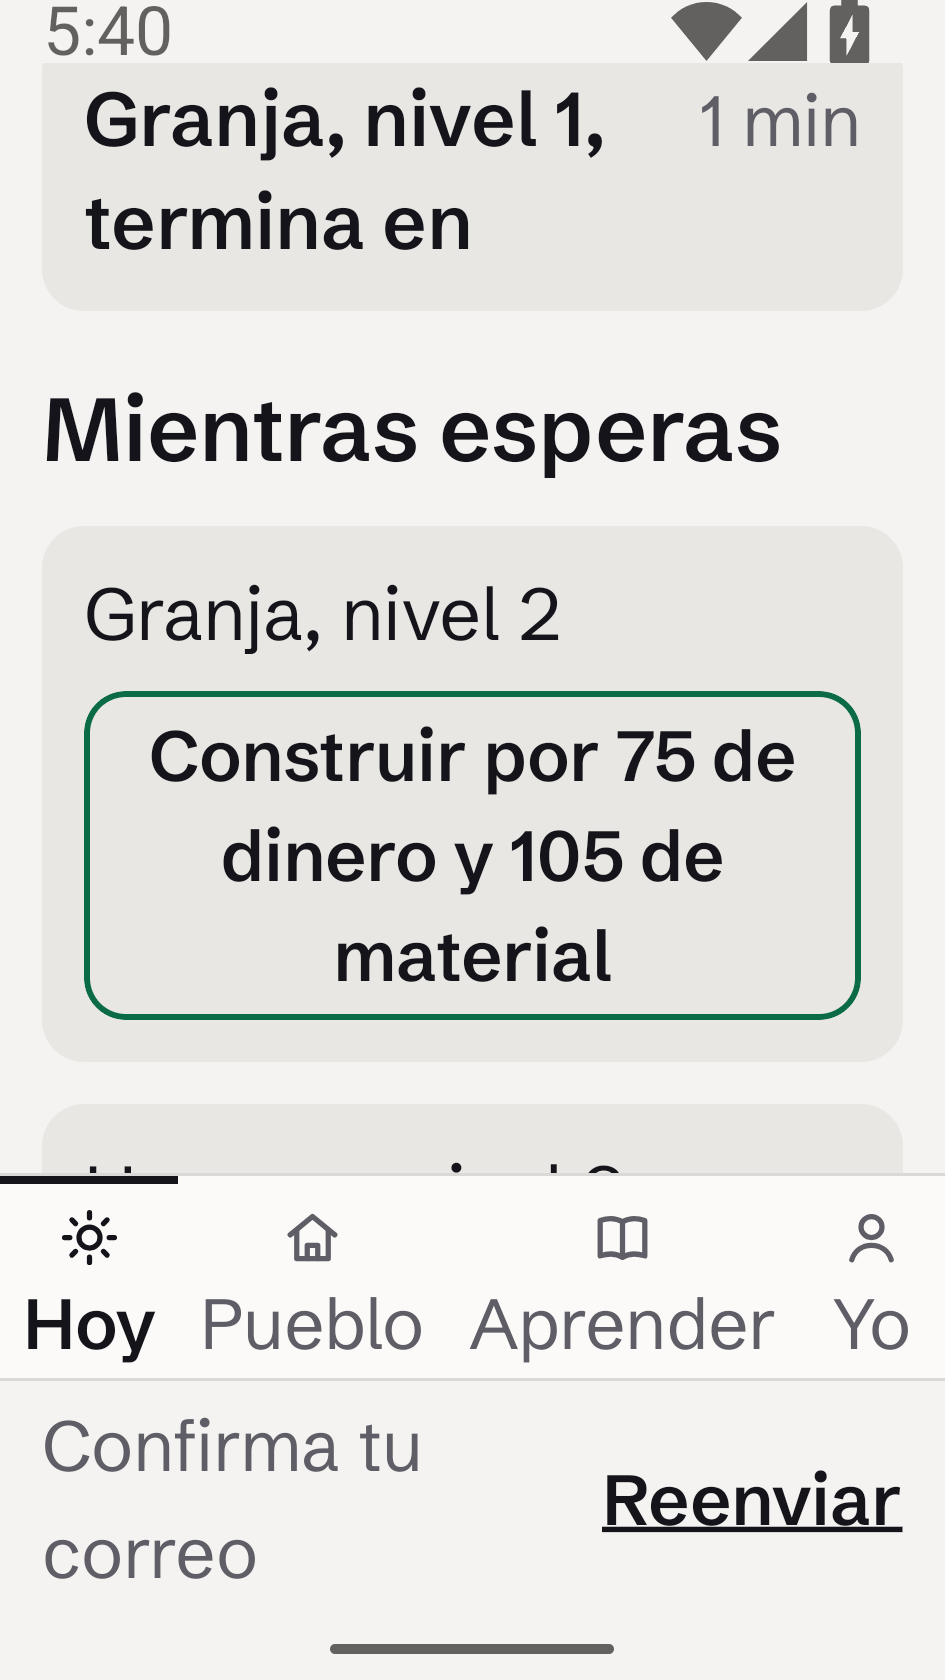 5:40
Granja, nivel 1, 1 min
termina en
Mientras esperas
Granja, nivel 2
Construir por 75 de
dinero y 105 de
material
Hoy Pueblo Aprender Yo
Confirma tu
correo
Reenviar